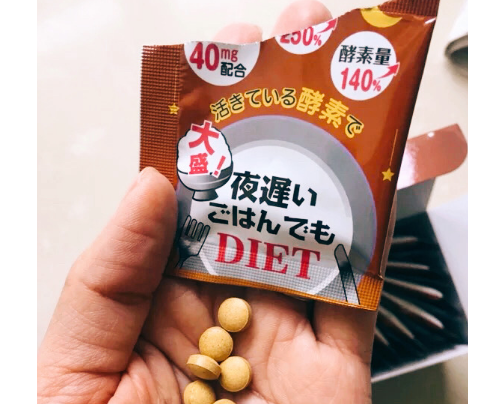 40mg
配合
250%
酵素量
140%
活きている酵素で
大
盛!
夜遅い
ごはんでも
DIET